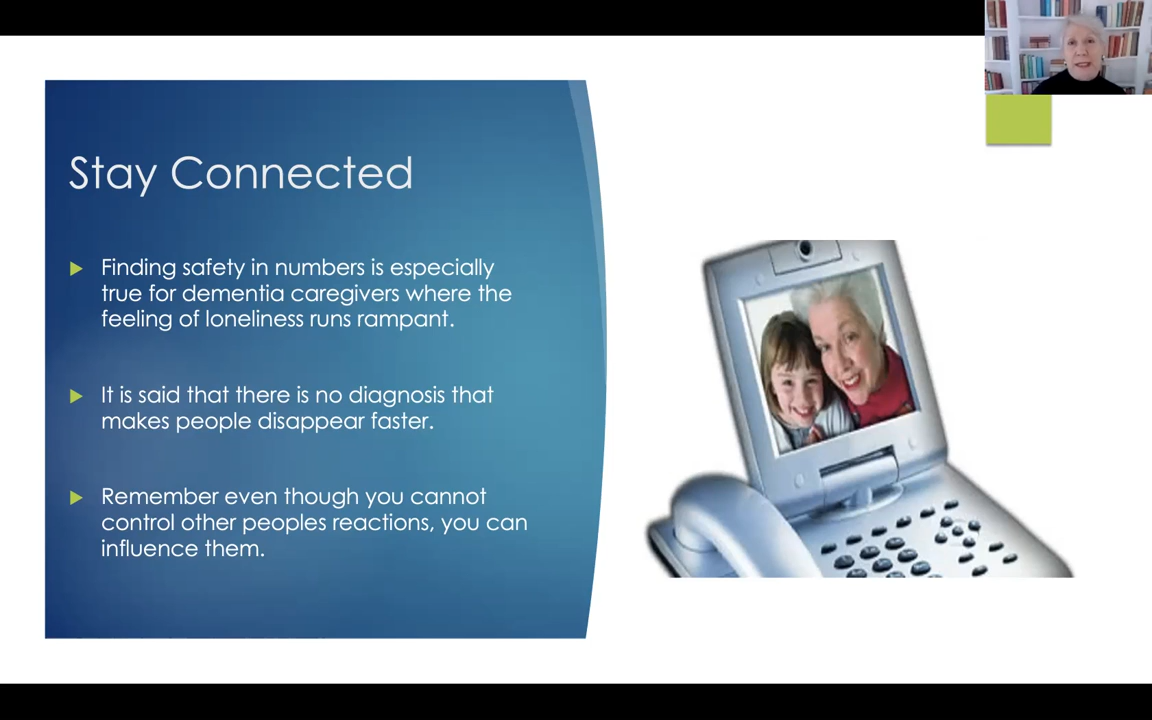 Stay Connected
Finding safety in numbers is especially
true for dementia caregivers where the
feeling of loneliness runs rampant.
It is said that there is no diagnosis that
makes people disappear faster.
Remember even though you cannot
control other peoples reactions, you can
influence them.